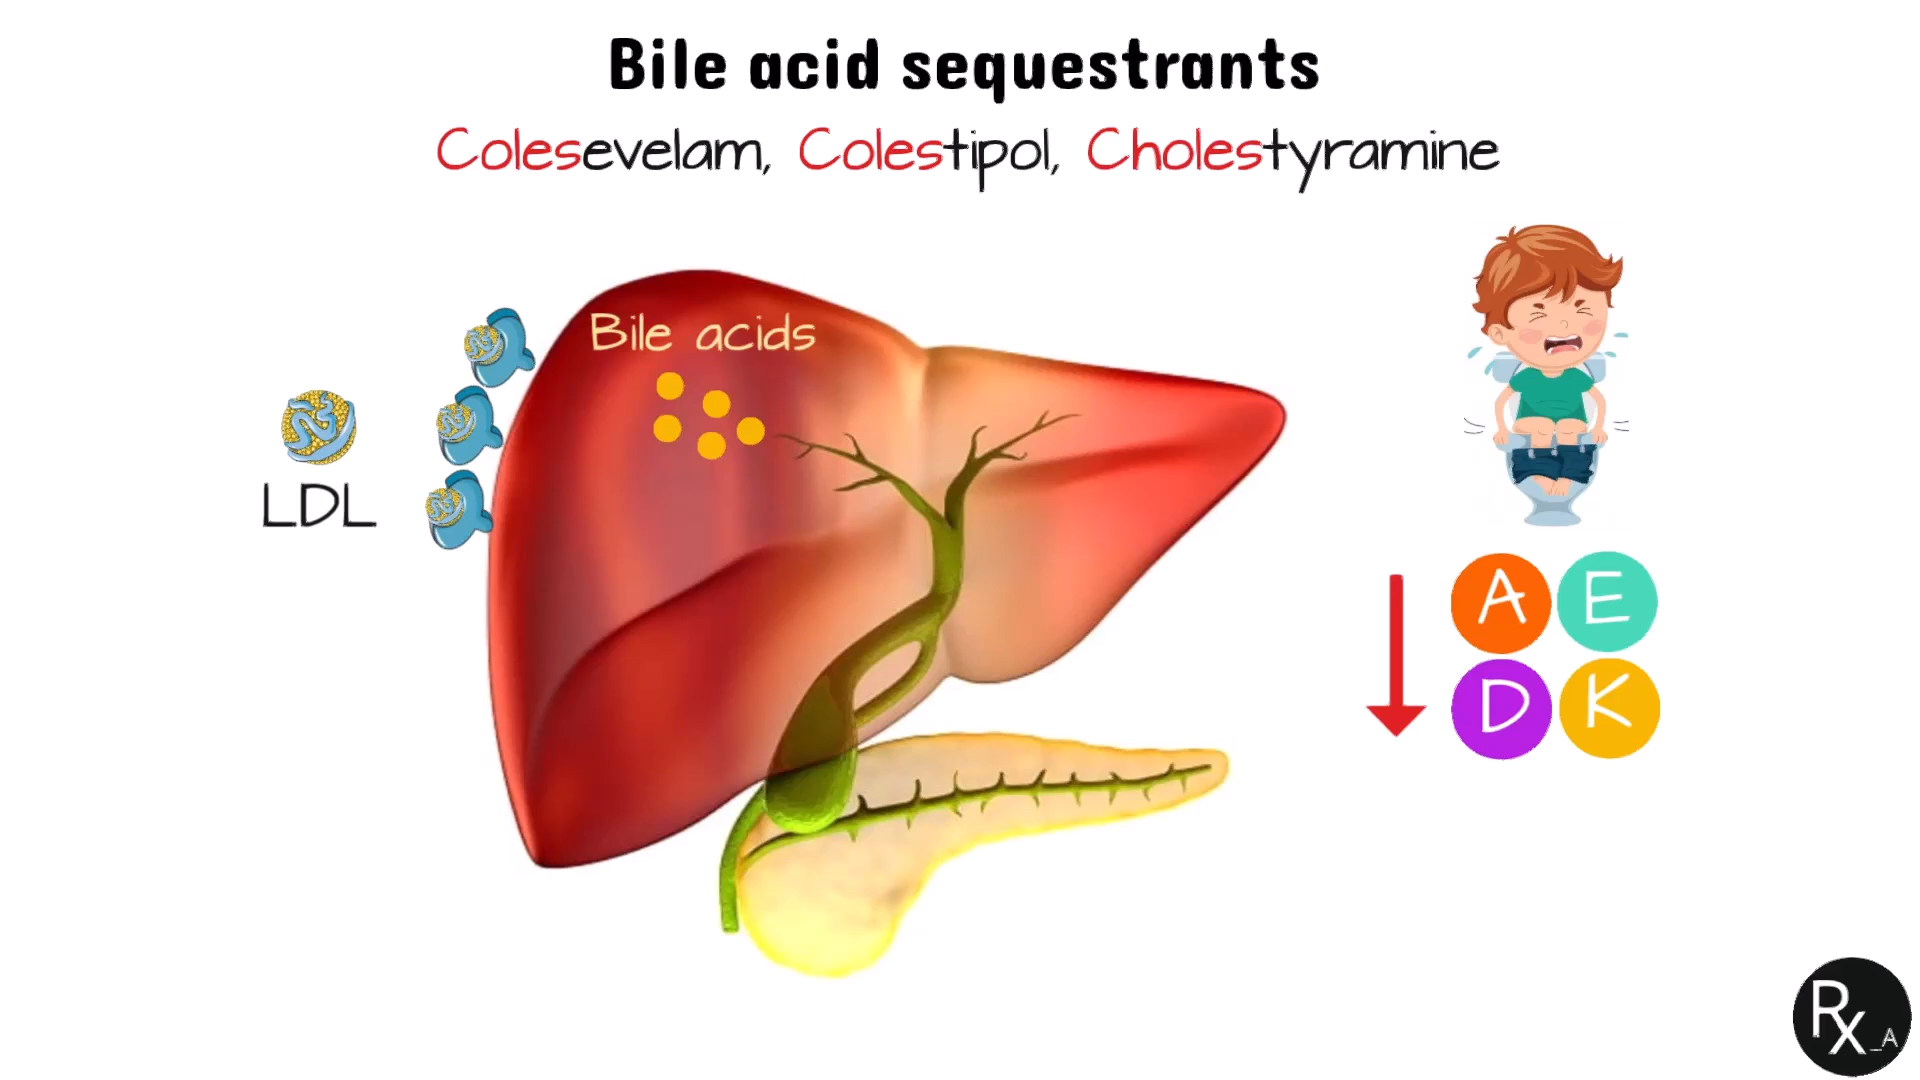 Bile acid sequestrants
Colesevelam, Colestipol, Cholestyramine
Bile acids
LDL
A E
D K
Rx_A